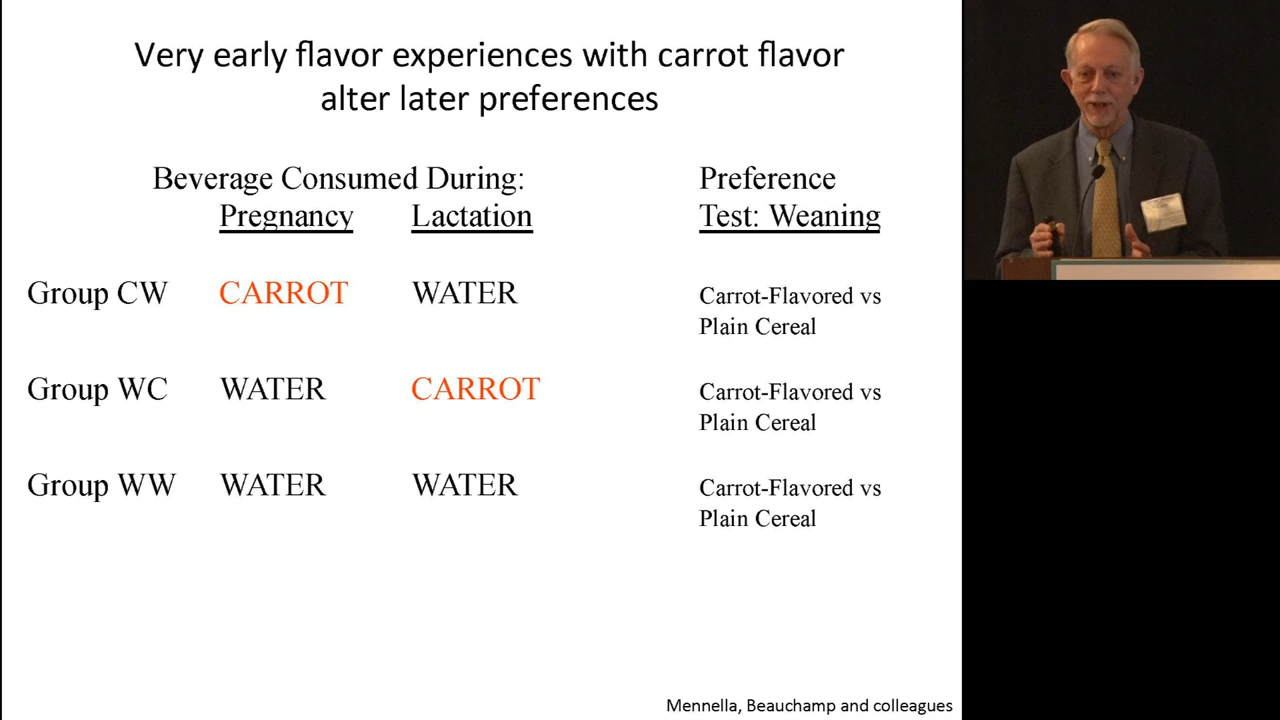 Very early flavor experiences with carrot flavor
alter later preferences
Beverage Consumed During:
Preference
Pregnancy
Lactation
Test: Weaning
Group CW
CARROT
WATER
Carrot-Flavored vs
Plain Cereal
Group WC
WATER
CARROT
Carrot-Flavored vs
Plain Cereal
Group WW
WATER
WATER
Carrot-Flavored vs
Plain Cereal
Mennella, Beauchamp and colleagues